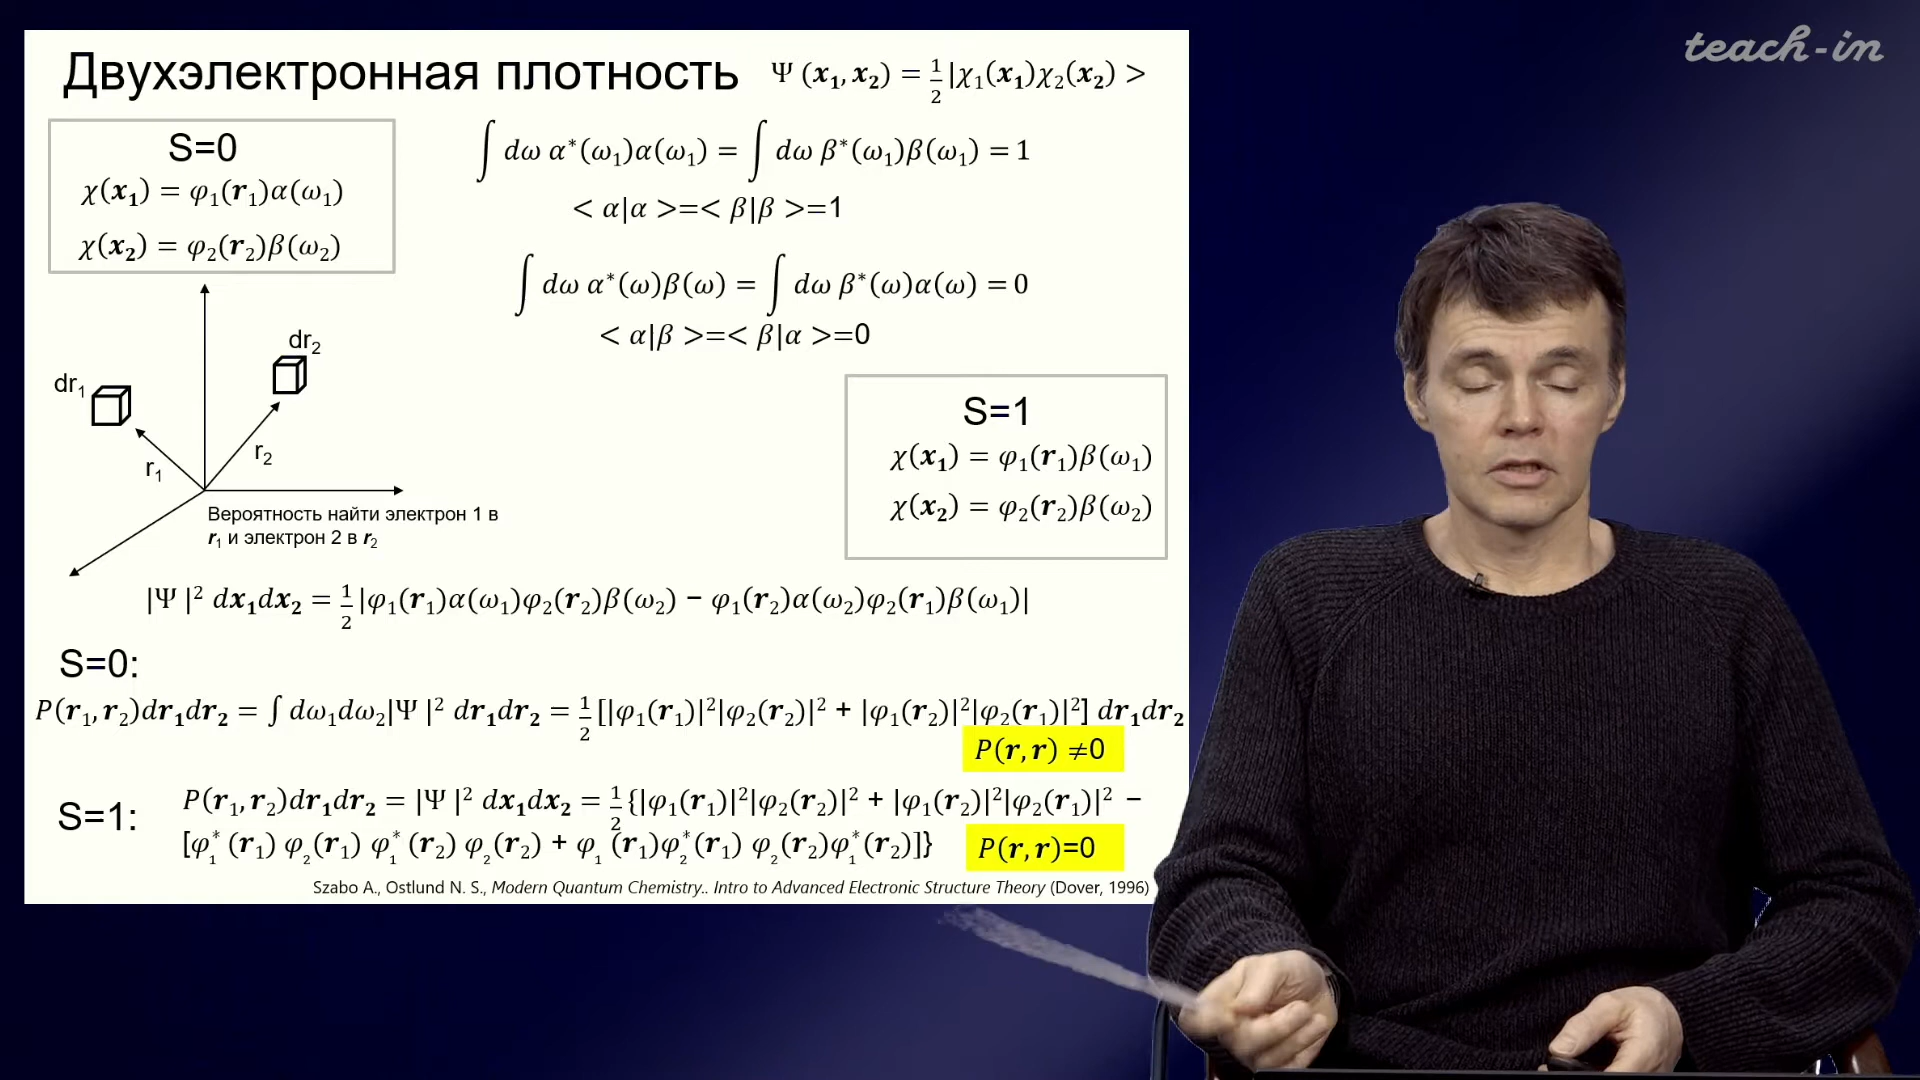 teach-in
Двухэлектронная плотность
Ψ (x₁, x₂) = ½|χ₁(x₁)χ₂(x₂) >
S=0
χ(x₁) = φ₁(r₁)α(ω₁)
χ(x₂) = φ₂(r₂)β(ω₂)
∫ dω α*(ω₁)α(ω₁) = ∫ dω β*(ω₁)β(ω₁) = 1
< α|α >=< β|β >=1
∫ dω α*(ω)β(ω) = ∫ dω β*(ω)α(ω) = 0
< α|β >=< β|α >=0
dr₂
dr₁
r₂
r₁
Вероятность найти электрон 1 в
r₁ и электрон 2 в r₂
S=1
χ(x₁) = φ₁(r₁)β(ω₁)
χ(x₂) = φ₂(r₂)β(ω₂)
|Ψ |² dx₁dx₂ = ½|φ₁(r₁)α(ω₁)φ₂(r₂)β(ω₂) − φ₁(r₂)α(ω₂)φ₂(r₁)β(ω₁)|
S=0:
P(r₁, r₂)dr₁dr₂ = ∫ dω₁dω₂|Ψ |² dr₁dr₂ = ½[|φ₁(r₁)|²|φ₂(r₂)|² + |φ₁(r₂)|²|φ₂(r₁)|²] dr₁dr₂
P(r, r) ≠0
S=1:
P(r₁, r₂)dr₁dr₂ = |Ψ |² dx₁dx₂ = ½{|φ₁(r₁)|²|φ₂(r₂)|² + |φ₁(r₂)|²|φ₂(r₁)|² −
[φ₁* (r₁) φ₂(r₁) φ₁* (r₂) φ₂(r₂) + φ₁ (r₁)φ₂*(r₁) φ₂(r₂)φ₁*(r₂)]}
P(r, r)=0
Szabo A., Ostlund N. S., Modern Quantum Chemistry.. Intro to Advanced Electronic Structure Theory (Dover, 1996)